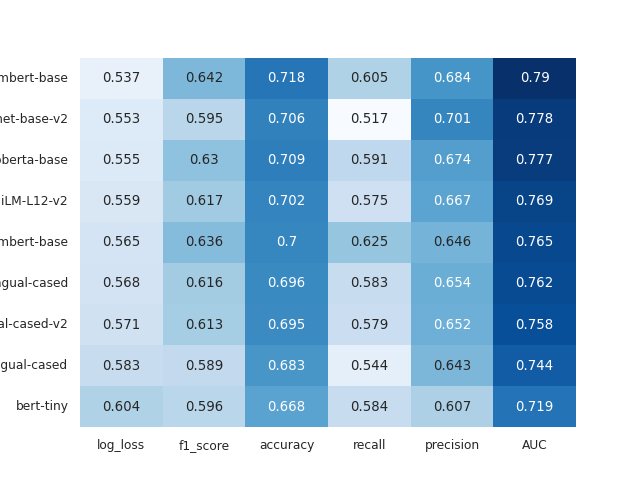 mbert-base 0.537 0.642 0.718 0.605 0.684 0.79
net-base-v2 0.553 0.595 0.706 0.517 0.701 0.778
oberta-base 0.555 0.63 0.709 0.591 0.674 0.777
iLM-L12-v2 0.559 0.617 0.702 0.575 0.667 0.769
mbert-base 0.565 0.636 0.7 0.625 0.646 0.765
gual-cased 0.568 0.616 0.696 0.583 0.654 0.762
al-cased-v2 0.571 0.613 0.695 0.579 0.652 0.758
gual-cased 0.583 0.589 0.683 0.544 0.643 0.744
bert-tiny 0.604 0.596 0.668 0.584 0.607 0.719
log_loss f1_score accuracy recall precision AUC